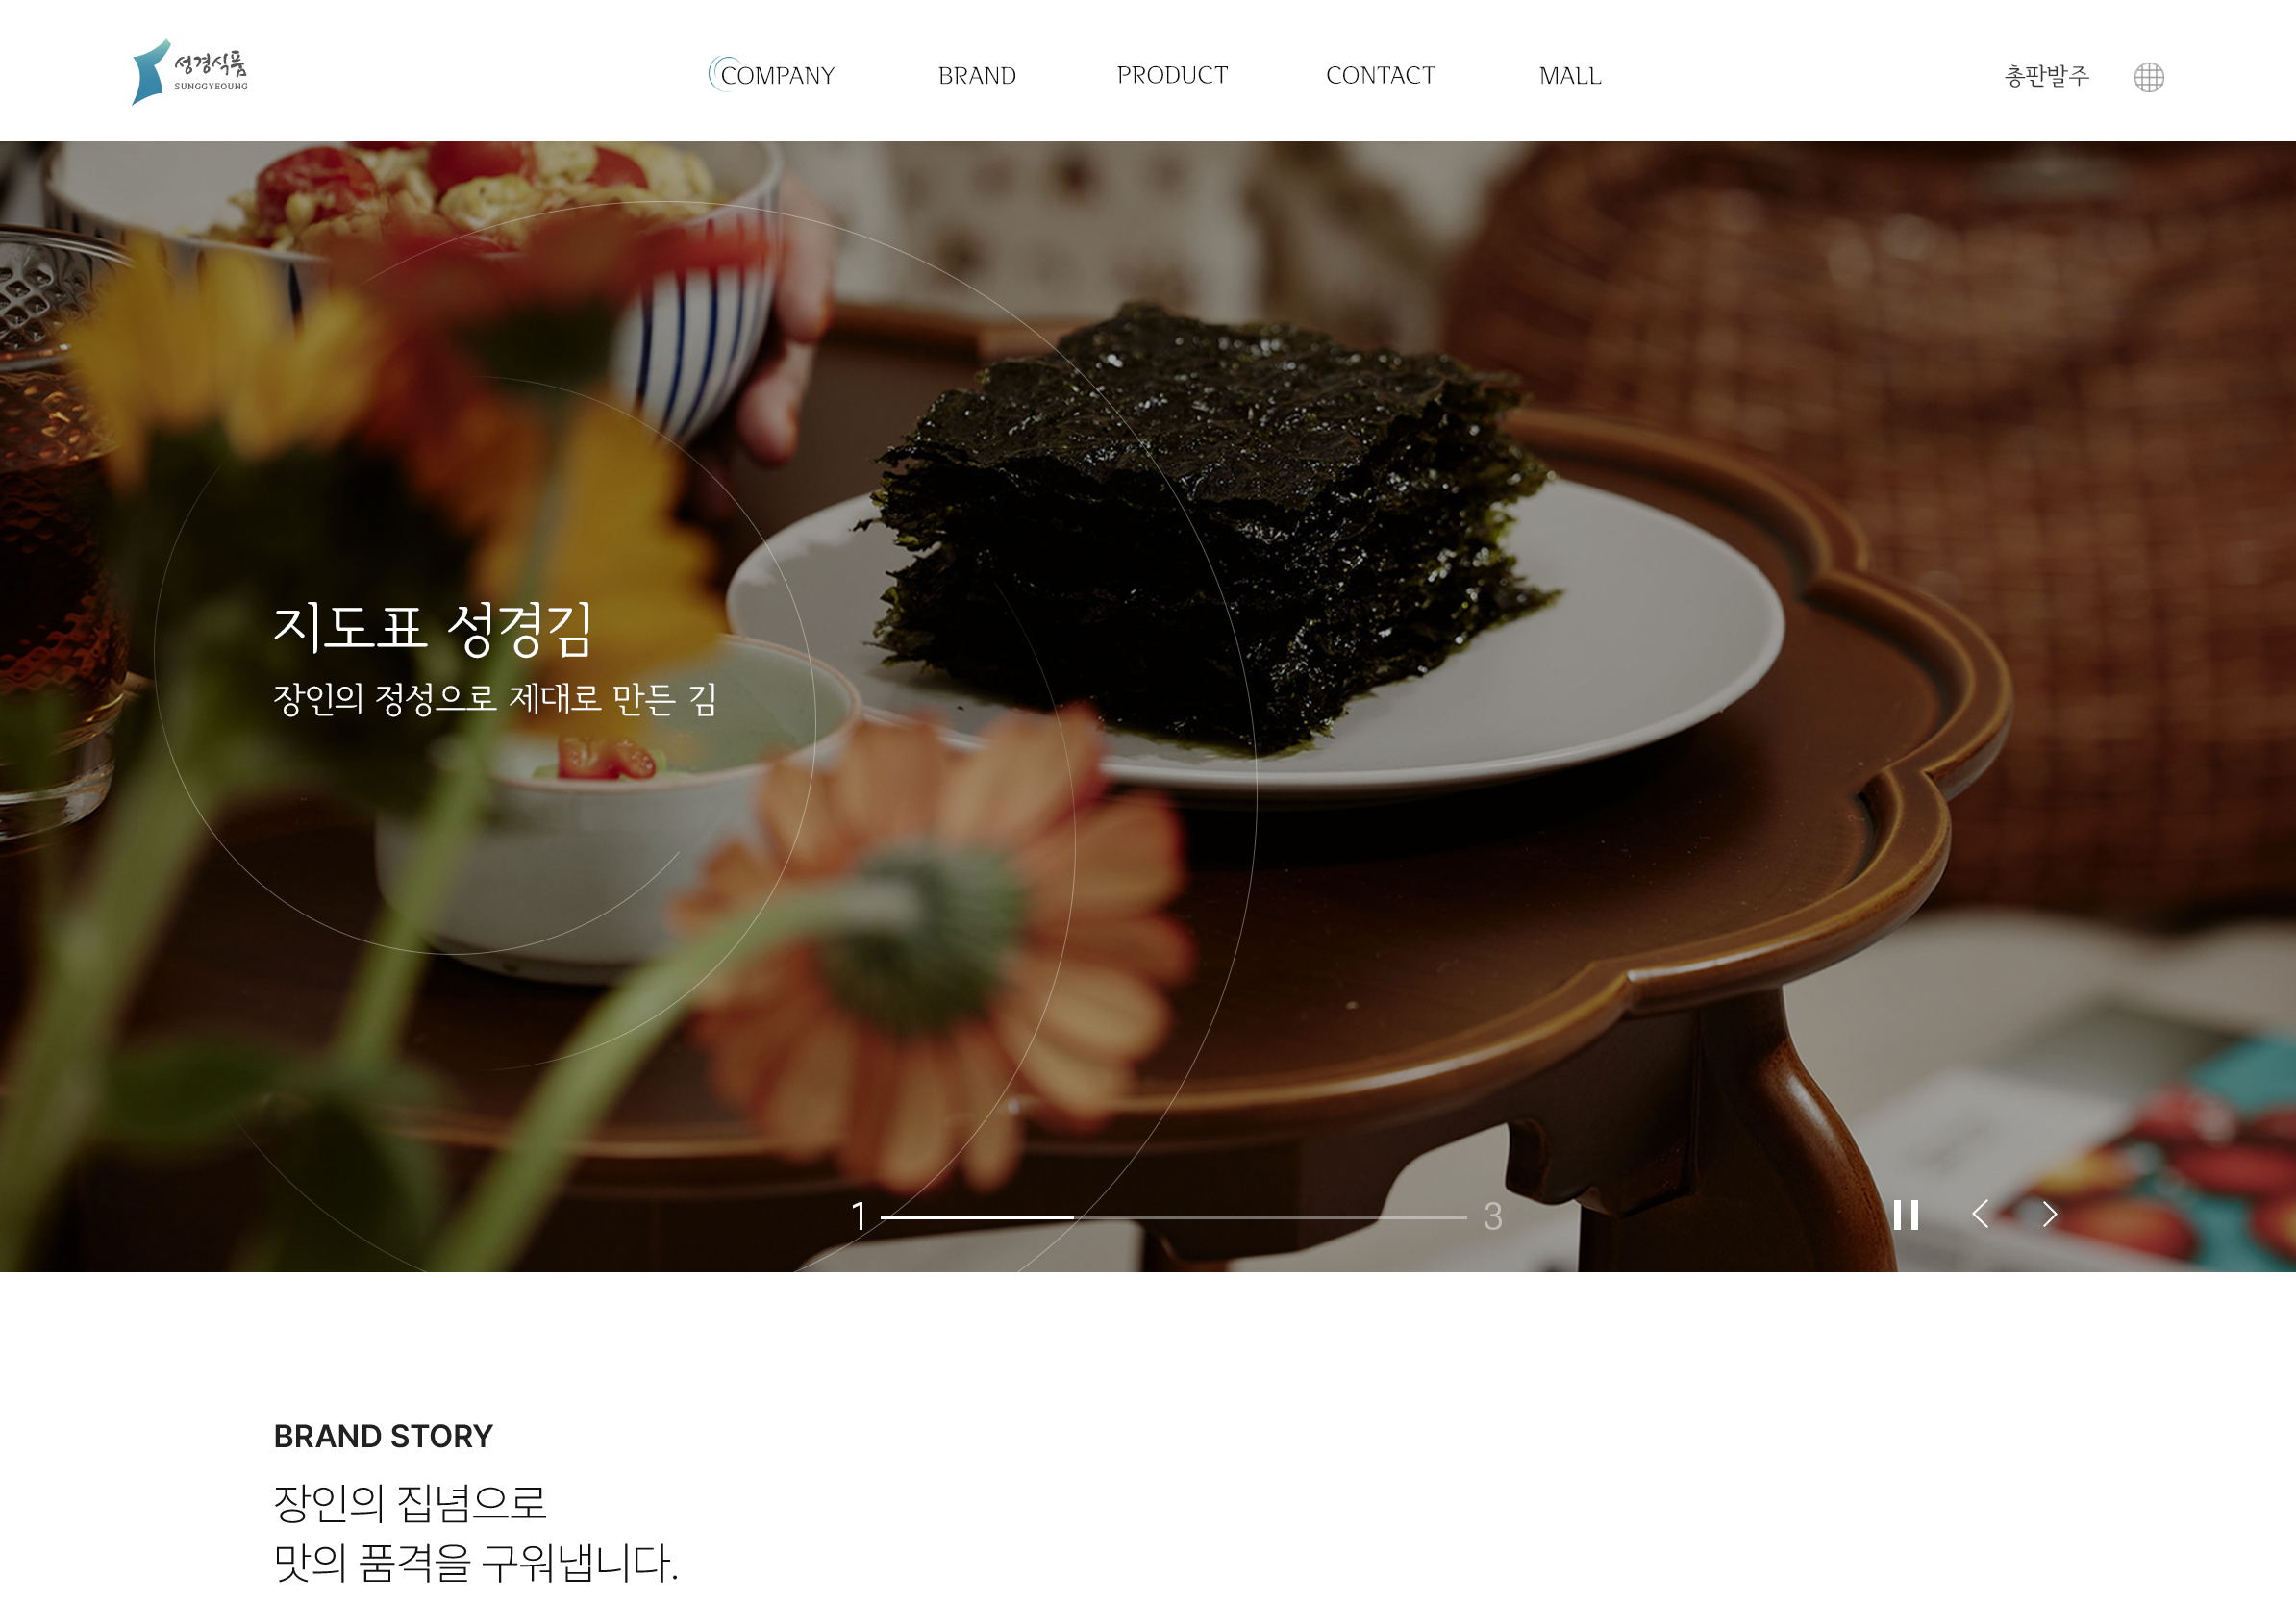 성경식품
SUNGGYEOUNG
COMPANY
BRAND
PRODUCT
CONTACT
MALL
총판발주
지도표 성경김
장인의 정성으로 제대로 만든 김
1
3
BRAND STORY
장인의 집념으로
맛의 품격을 구워냅니다.